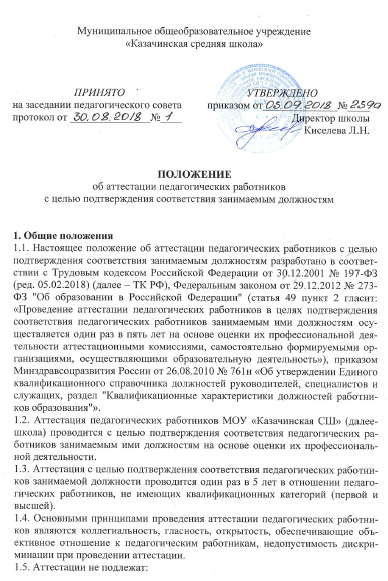 Муниципальное общеобразовательное учреждение
«Казачинская средняя школа»
ПРИНЯТО
на заседании педагогического совета
протокол от 30.08.2018 № 1
УТВЕРЖДЕНО
приказом от 05.09.2018 № 239а
Директор школы
Киселева Л.Н.
ПОЛОЖЕНИЕ
об аттестации педагогических работников
с целью подтверждения соответствия занимаемым должностям
1. Общие положения
1.1. Настоящее положение об аттестации педагогических работников с целью
подтверждения соответствия занимаемым должностям разработано в соответ-
ствии с Трудовым кодексом Российской Федерации от 30.12.2001 № 197-ФЗ
(ред. 05.02.2018) (далее – ТК РФ), Федеральным законом от 29.12.2012 № 273-
ФЗ "Об образовании в Российской Федерации" (статья 49 пункт 2 гласит:
«Проведение аттестации педагогических работников в целях подтверждения
соответствия педагогических работников занимаемым ими должностям осу-
ществляется один раз в пять лет на основе оценки их профессиональной дея-
тельности аттестационными комиссиями, самостоятельно формируемыми ор-
ганизациями, осуществляющими образовательную деятельность»), приказом
Минздравсоцразвития России от 26.08.2010 № 761н «Об утверждении Единого
квалификационного справочника должностей руководителей, специалистов и
служащих, раздел "Квалификационные характеристики должностей работни-
ков образования"».
1.2. Аттестация педагогических работников МОУ «Казачинская СШ» (далее-
школа) проводится с целью подтверждения соответствия педагогических ра-
ботников занимаемым ими должностям на основе оценки их профессиональ-
ной деятельности.
1.3. Аттестация с целью подтверждения соответствия педагогических работни-
ков занимаемой должности проводится один раз в 5 лет в отношении педаго-
гических работников, не имеющих квалификационных категорий (первой и
высшей).
1.4. Основными принципами проведения аттестации педагогических работни-
ков являются коллегиальность, гласность, открытость, обеспечивающие объ-
ективное отношение к педагогическим работникам, недопустимость дискри-
минации при проведении аттестации.
1.5. Аттестации не подлежат: